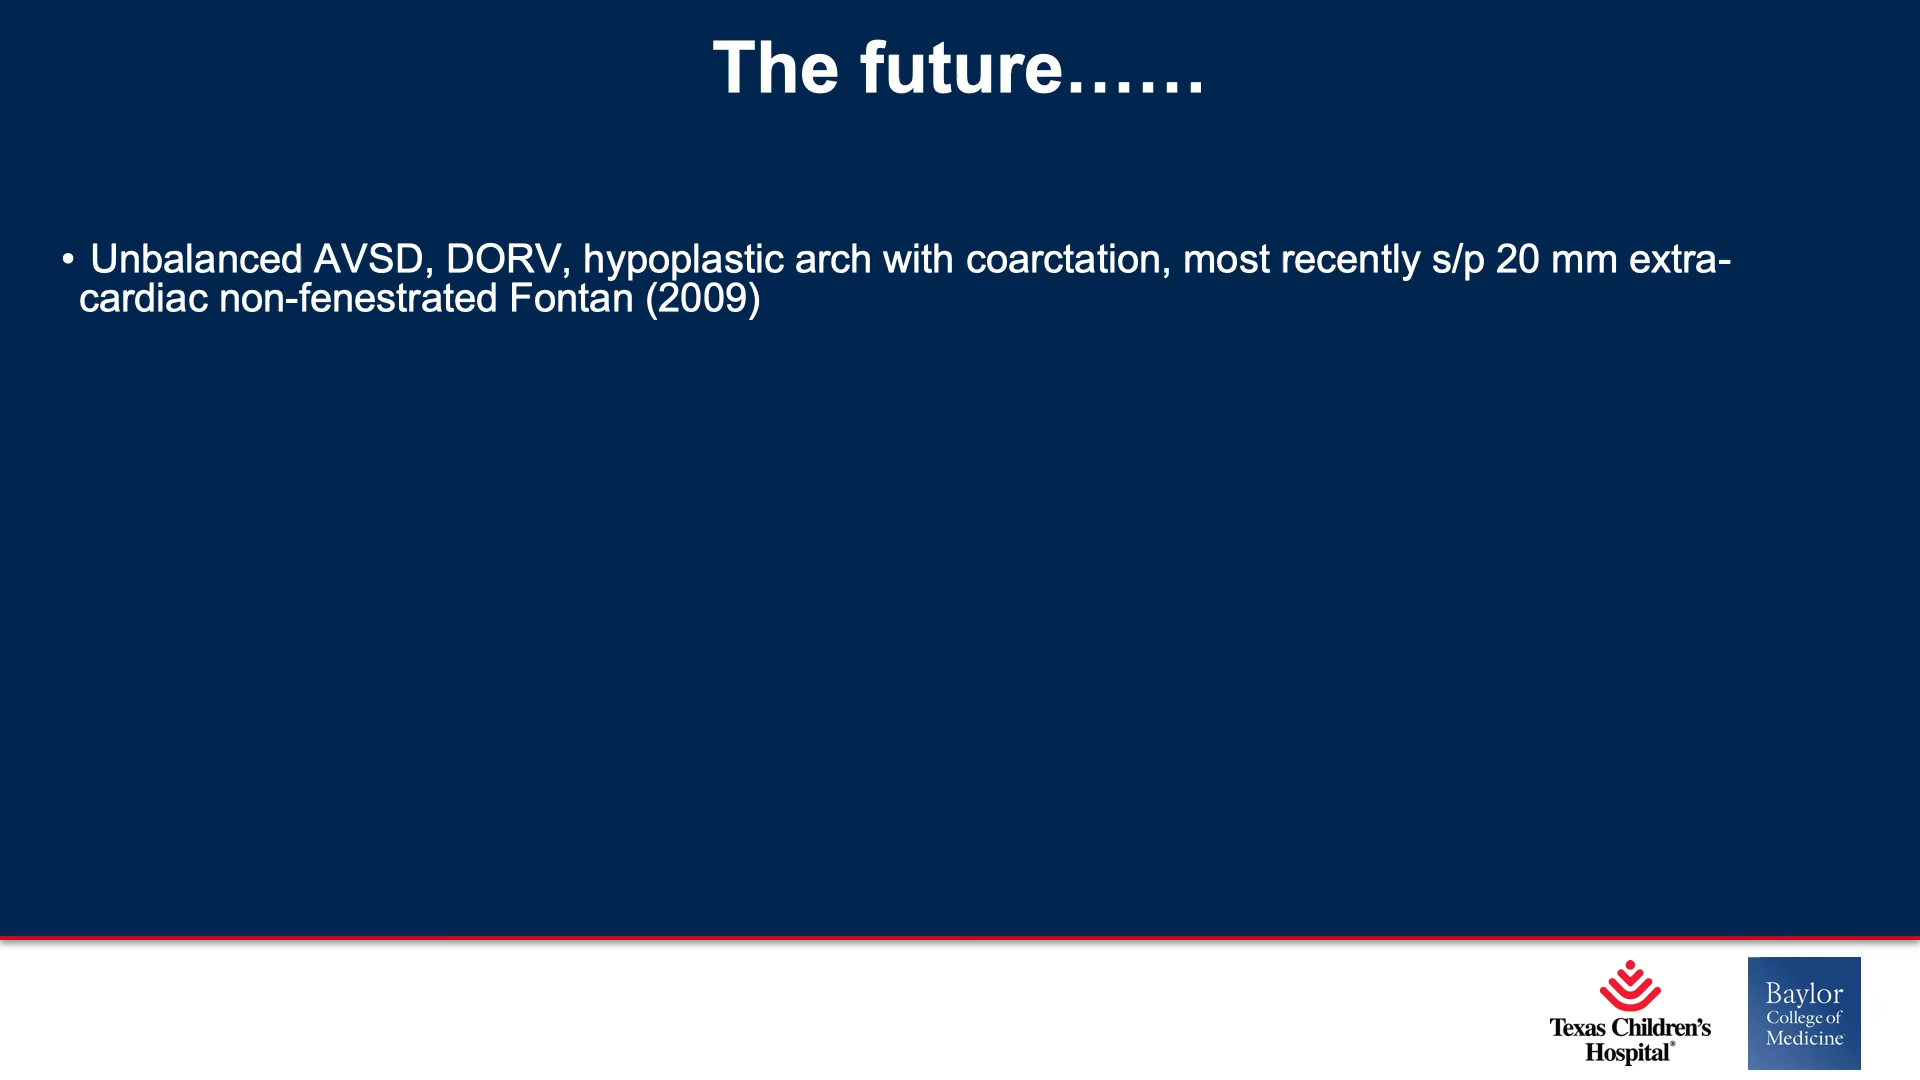 The future......
• Unbalanced AVSD, DORV, hypoplastic arch with coarctation, most recently s/p 20 mm extra-
cardiac non-fenestrated Fontan (2009)
Texas Children's
Hospital®
Baylor
College of
Medicine